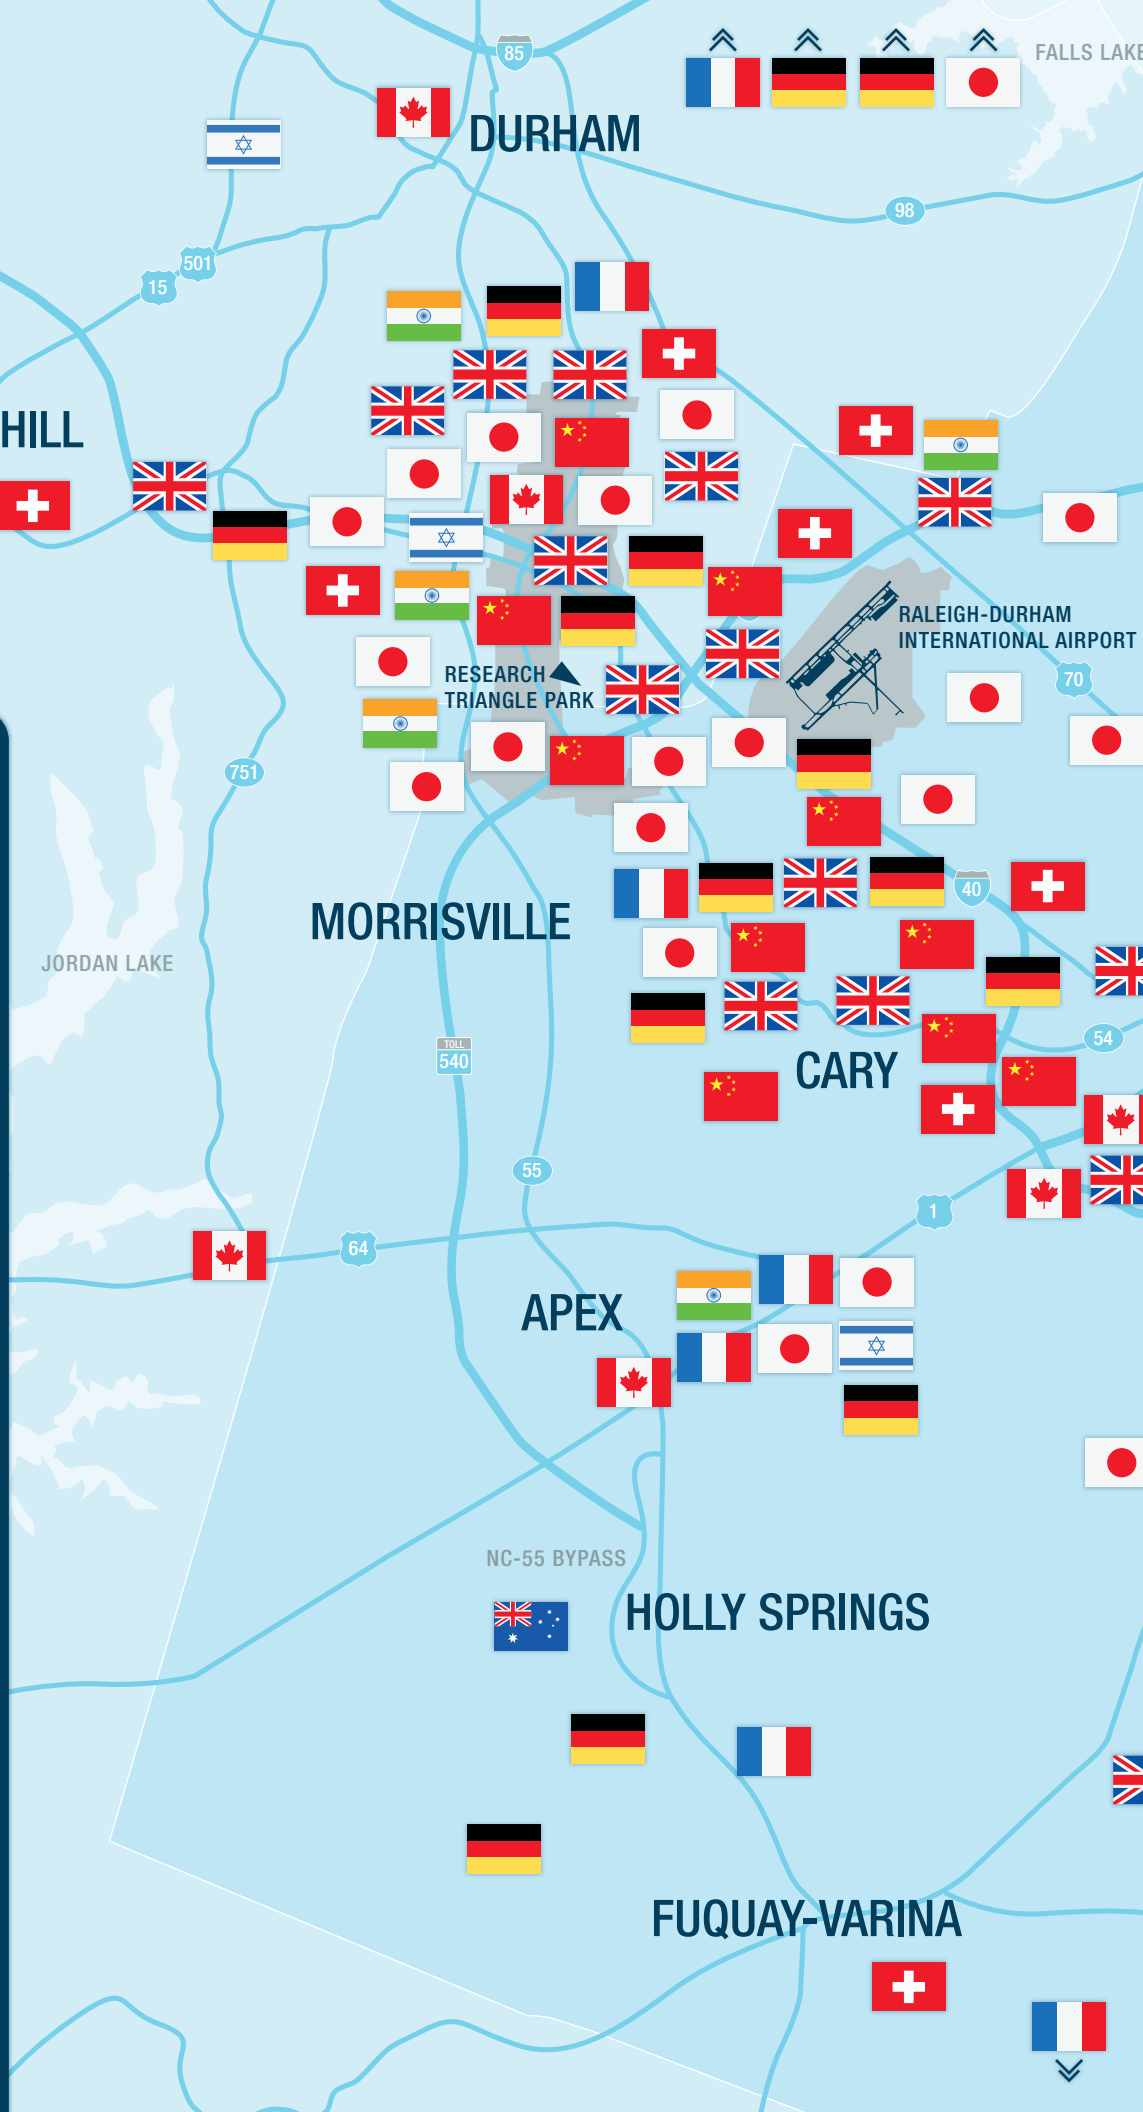 85
FALLS LAKE
DURHAM
98
501
15
HILL
RALEIGH-DURHAM
INTERNATIONAL AIRPORT
RESEARCH
TRIANGLE PARK
70
751
40
MORRISVILLE
JORDAN LAKE
54
TOLL
540
CARY
55
1
64
APEX
NC-55 BYPASS
HOLLY SPRINGS
FUQUAY-VARINA